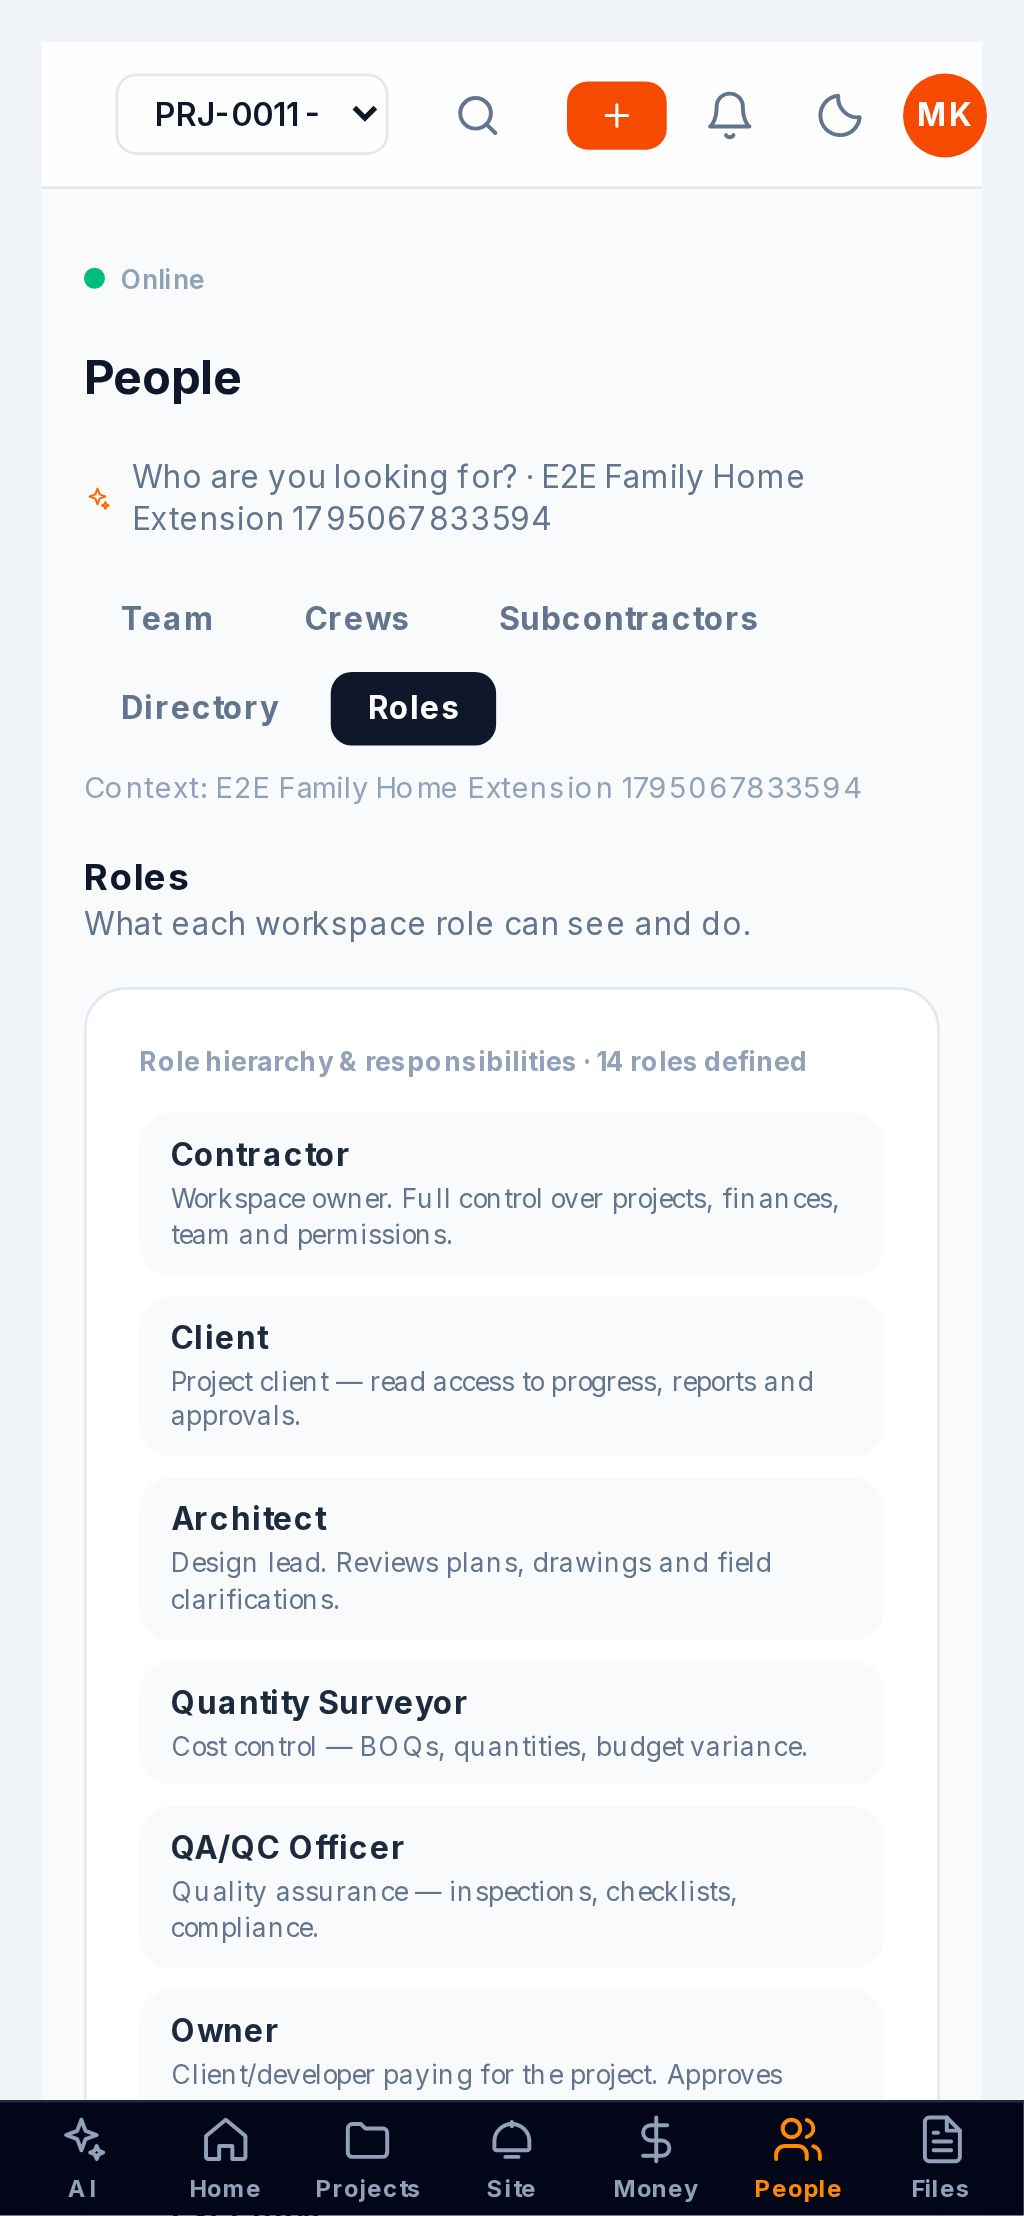 PRJ-0011 -
MK
Online
People
Who are you looking for? · E2E Family Home
Extension 1795067833594
Team Crews Subcontractors
Directory Roles
Context: E2E Family Home Extension 1795067833594
Roles
What each workspace role can see and do.
Role hierarchy & responsibilities · 14 roles defined
Contractor
Workspace owner. Full control over projects, finances,
team and permissions.
Client
Project client — read access to progress, reports and
approvals.
Architect
Design lead. Reviews plans, drawings and field
clarifications.
Quantity Surveyor
Cost control — BOQs, quantities, budget variance.
QA/QC Officer
Quality assurance — inspections, checklists,
compliance.
Owner
Client/developer paying for the project. Approves
AI Home Projects Site Money People Files